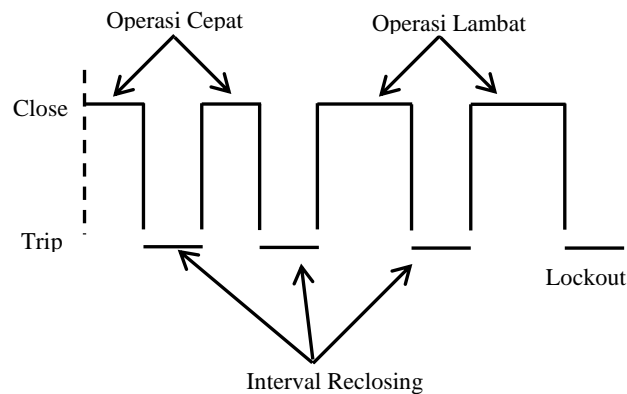 Operasi Cepat
Operasi Lambat
Close
Trip
Lockout
Interval Reclosing